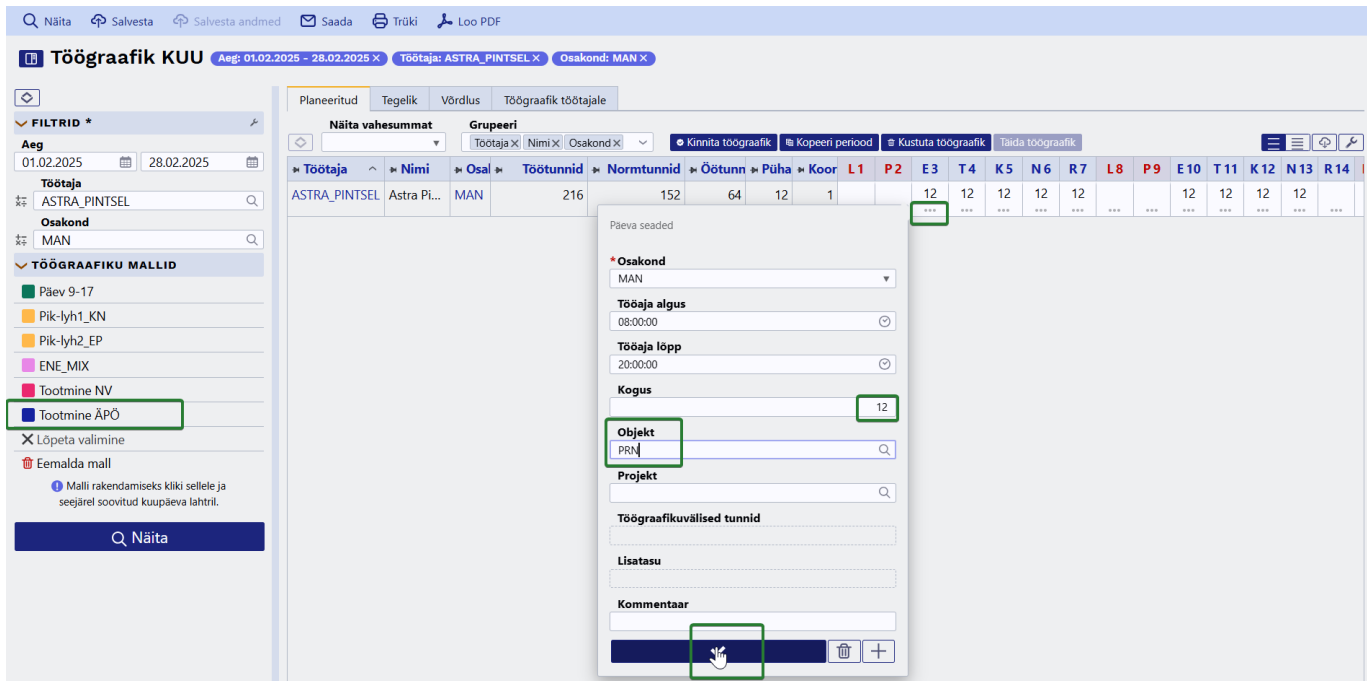 Näita Salvesta Salvesta andmed Saada Trüki Loo PDF
Töögraafik KUU Aeg: 01.02.2025 - 28.02.2025 × Töötaja: ASTRA_PINTSEL × Osakond: MAN ×
FILTRID *
Aeg
01.02.2025 28.02.2025
Töötaja
ASTRA_PINTSEL
Osakond
MAN
TÖÖGRAAFIKU MALLID
Päev 9-17
Pik-lyh1_KN
Pik-lyh2_EP
ENE_MIX
Tootmine NV
Tootmine ÄPÖ
Lõpeta valimine
Eemalda mall
Malli rakendamiseks kliki sellele ja
seejärel soovitud kuupäeva lahtril.
Näita
Planeeritud Tegelik Võrdlus Töögraafik töötajale
Näita vahesummat Grupeeri
Töötaja × Nimi × Osakond × Kinnita töögraafik Kopeeri periood Kustuta töögraafik Täida töögraafik
Töötaja Nimi Osal Töötunnid Normtunnid Öötunn Püha Koor L 1 P 2 E 3 T 4 K 5 N 6 R 7 L 8 P 9 E 10 T 11 K 12 N 13 R 14
ASTRA_PINTSEL Astra Pi... MAN 216 152 64 12 1 12 12 12 12 12 12 12 12 12
Päeva seaded
*Osakond
MAN
Tööaja algus
08:00:00
Tööaja lõpp
20:00:00
Kogus
12
Objekt
PRN
Projekt
Töögraafikuvälised tunnid
Lisatasu
Kommentaar